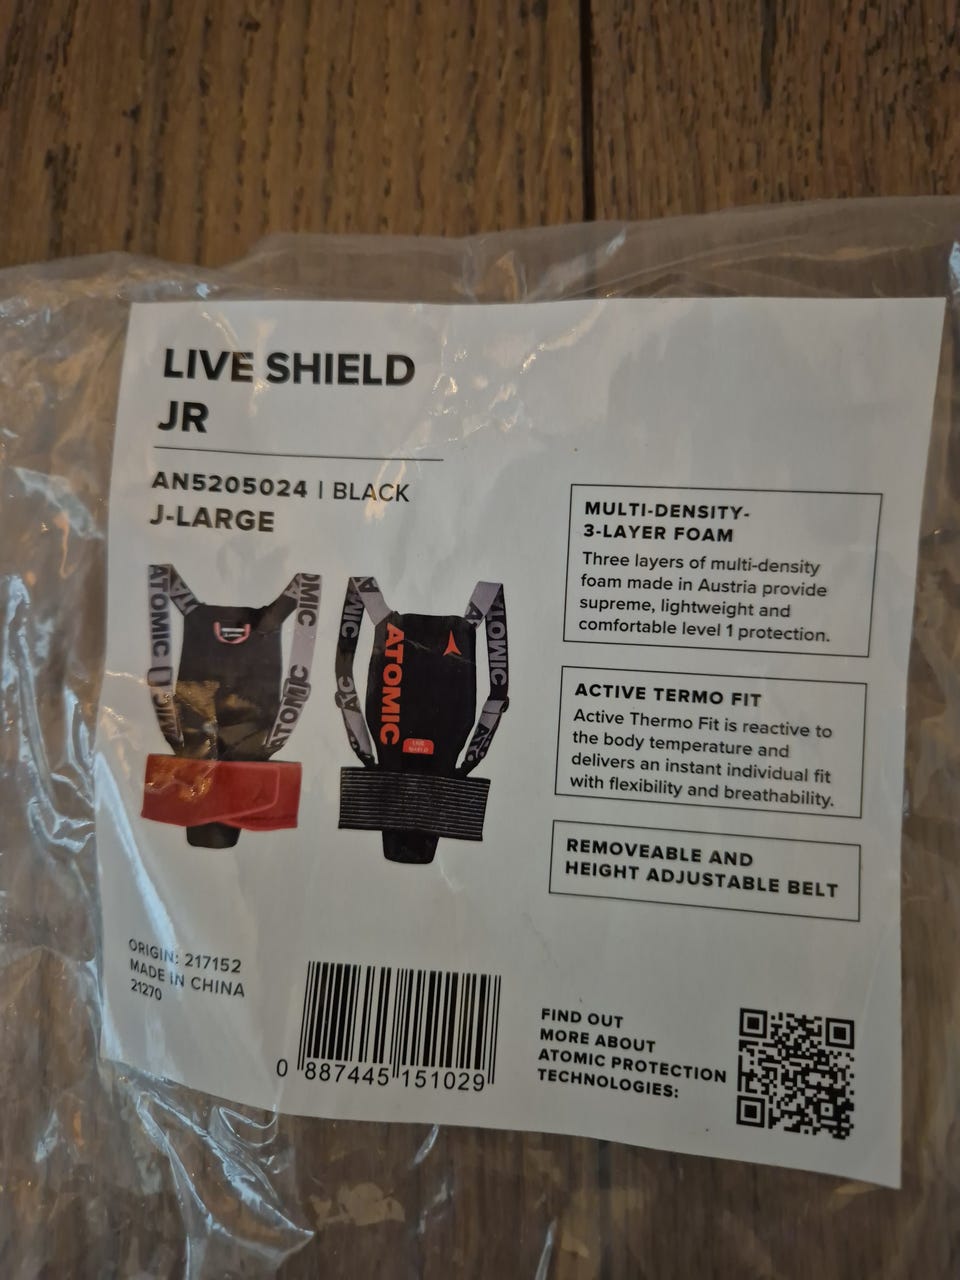 LIVE SHIELD
JR
AN5205024 | BLACK
J-LARGE
ATOMIC
OMIC
ATOMIC
ATOMIC
LIVE
SHIELD
MULTI-DENSITY-
3-LAYER FOAM
Three layers of multi-density
foam made in Austria provide
supreme, lightweight and
comfortable level 1 protection.
ACTIVE TERMO FIT
Active Thermo Fit is reactive to
the body temperature and
delivers an instant individual fit
with flexibility and breathability.
REMOVEABLE AND
HEIGHT ADJUSTABLE BELT
ORIGIN: 217152
MADE IN CHINA
21270
0 887445 151029
FIND OUT
MORE ABOUT
ATOMIC PROTECTION
TECHNOLOGIES: